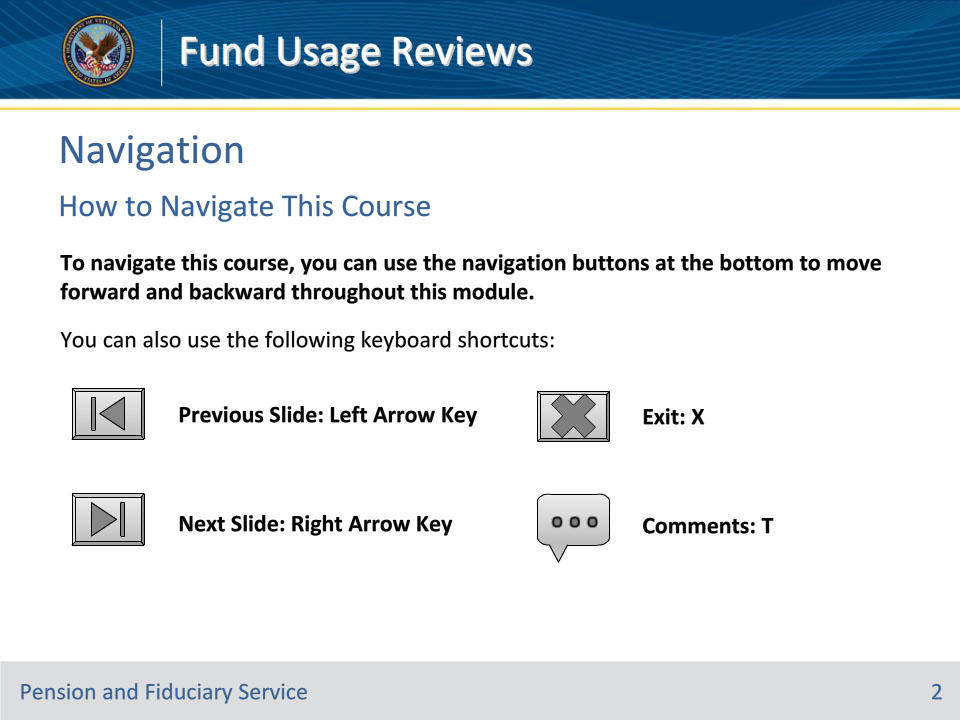 Fund Usage Reviews
Navigation
How to Navigate This Course
To navigate this course, you can use the navigation buttons at the bottom to move
forward and backward throughout this module.
You can also use the following keyboard shortcuts:
Previous Slide: Left Arrow Key
Exit: X
Next Slide: Right Arrow Key
Comments: T
Pension and Fiduciary Service
2